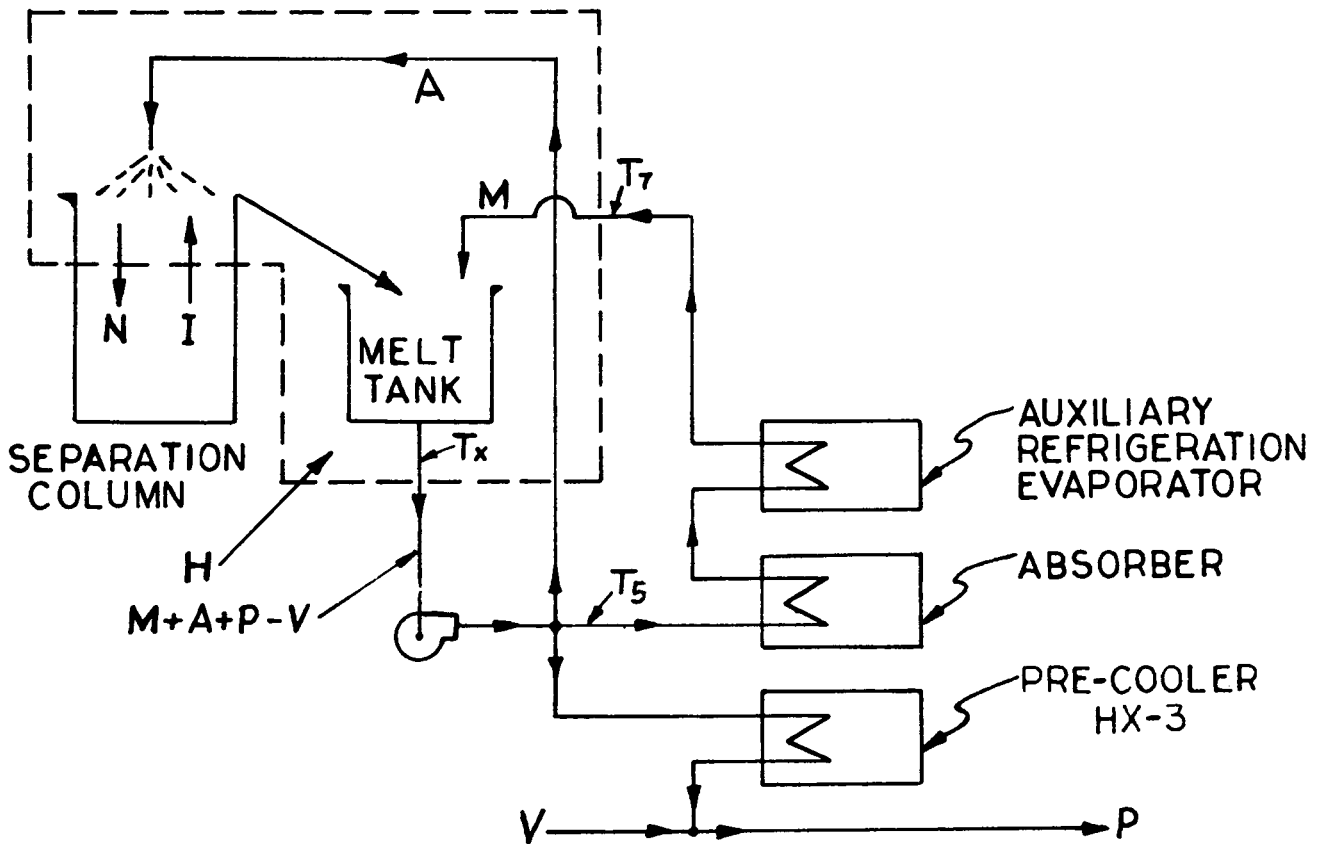 A
M
T7
N I
MELT
TANK
SEPARATION
COLUMN
Tx
H
M+A+P-V
T5
AUXILIARY
REFRIGERATION
EVAPORATOR
ABSORBER
PRE-COOLER
HX-3
V
P